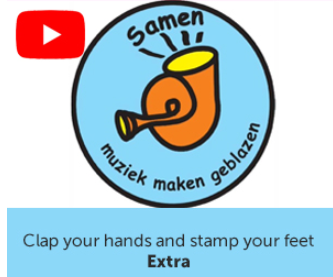 Samen
muziek maken geblazen
Clap your hands and stamp your feet
Extra